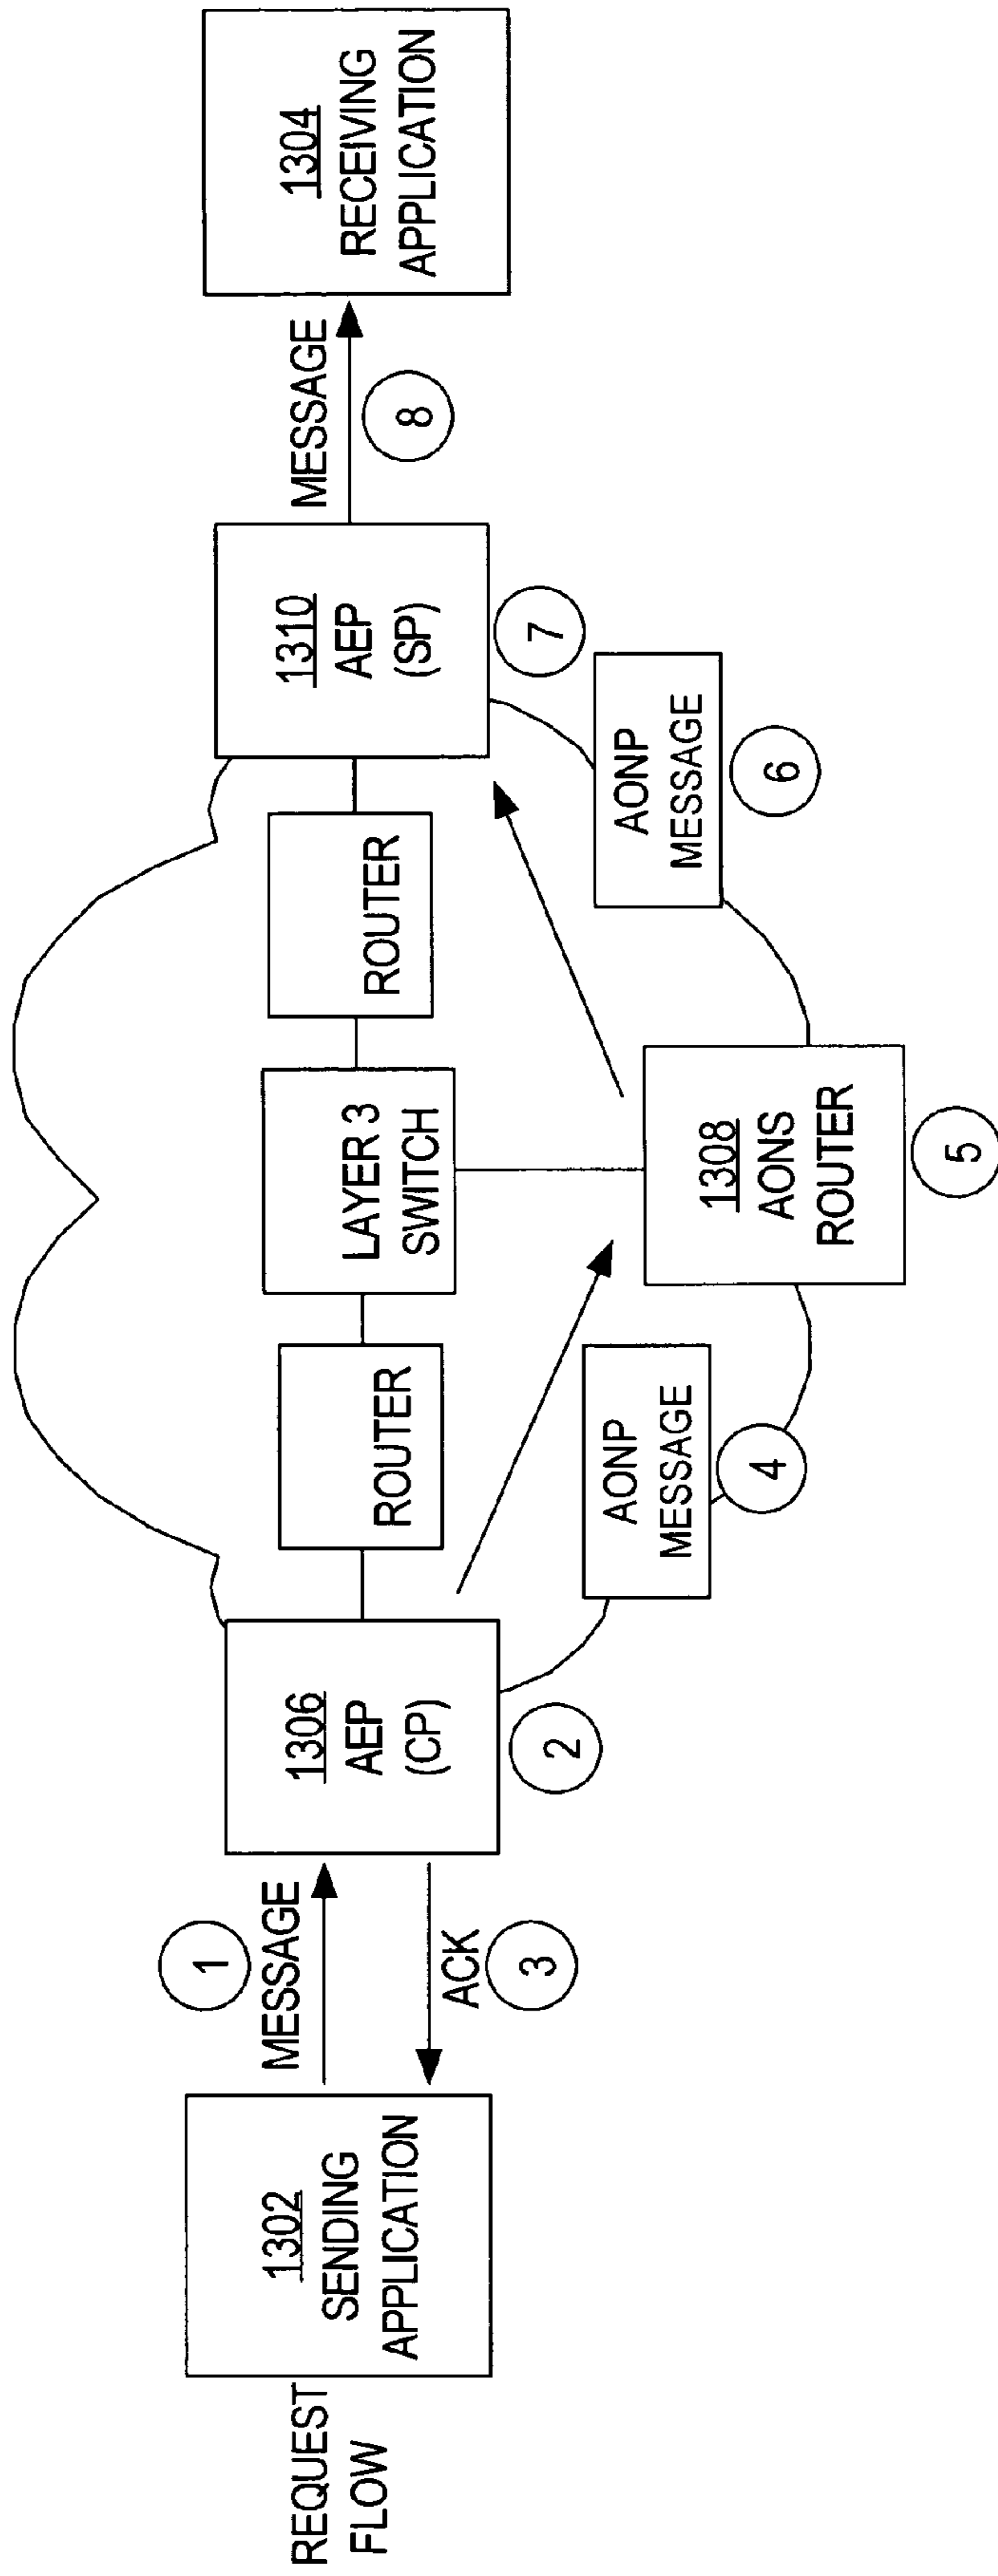 REQUEST
FLOW
1302
SENDING
APPLICATION
1
MESSAGE
ACK
3
1306
AEP
(CP)
2
ROUTER
AONP
MESSAGE
4
LAYER 3
SWITCH
1308
AONS
ROUTER
5
ROUTER
AONP
MESSAGE
6
1310
AEP
(SP)
7
MESSAGE
8
1304
RECEIVING
APPLICATION